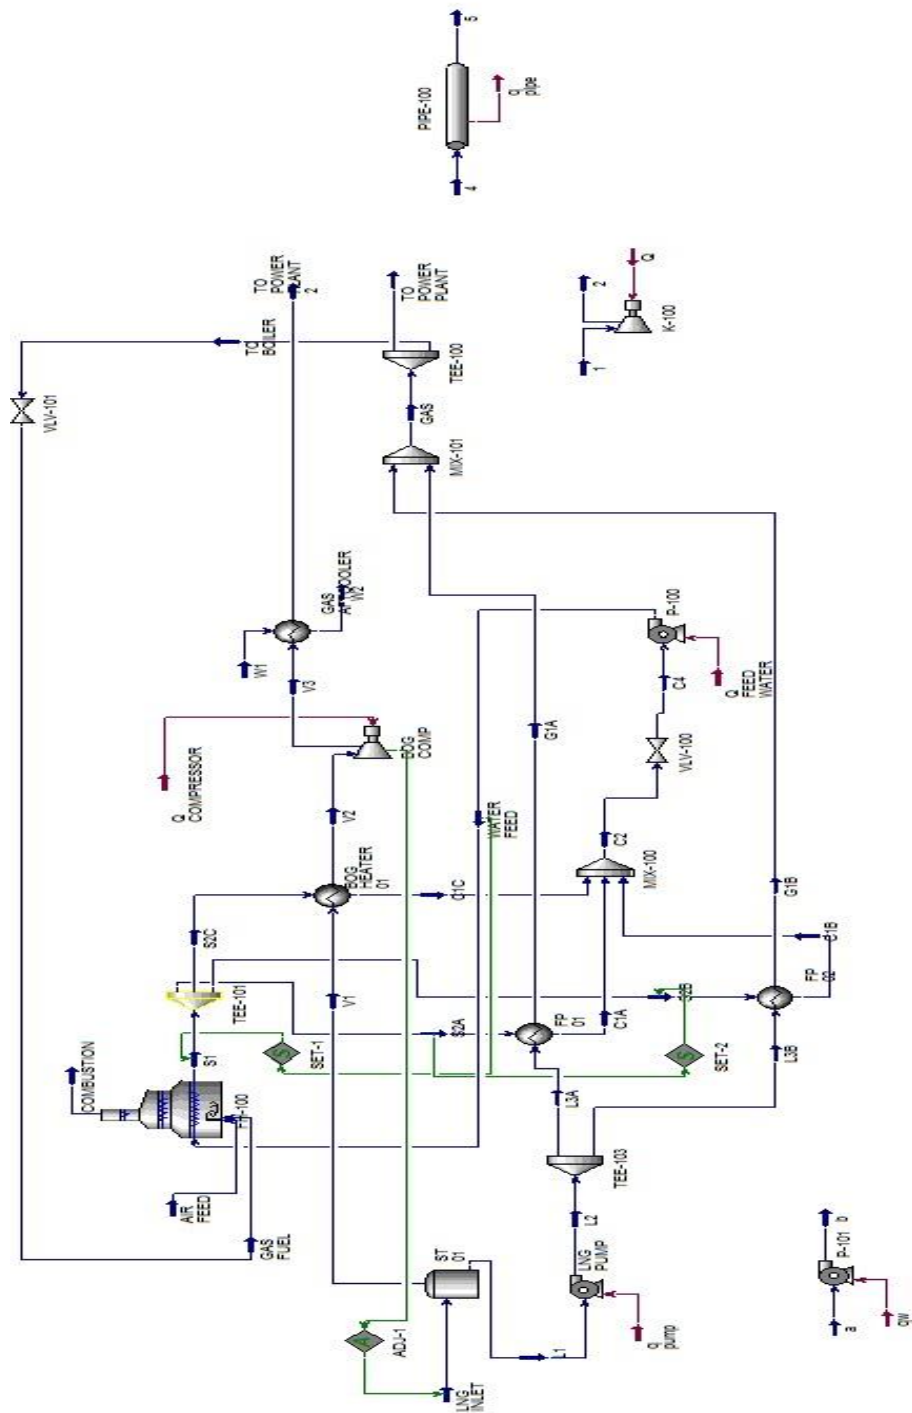 COMBUSTION
AIR
FEED
GAS
FUEL
S1
TEE-101
SET-1
S2C
Q
COMPRESSOR
VLV-101
TO
BOILER
TO
POWER
PLANT
2
TO
POWER
PLANT
TEE-100
GAS
MIX-101
W1
GAS
W2
V3
BOG
COMP
V2
BOG
HEATER
01
V1
C1C
WATER
FEED
S2A
FP
01
C1A
SET-2
S2B
FP
02
C1B
G1A
G1B
MIX-100
C2
VLV-100
C4
P-100
Q
FEED
WATER
ADJ-1
LNG
INLET
ST
01
L1
LNG
PUMP
q
pump
L2
TEE-103
L3A
L3B
a
P-101
b
qw
1
2
K-100
Q
4
PIPE-100
5
q
pipe